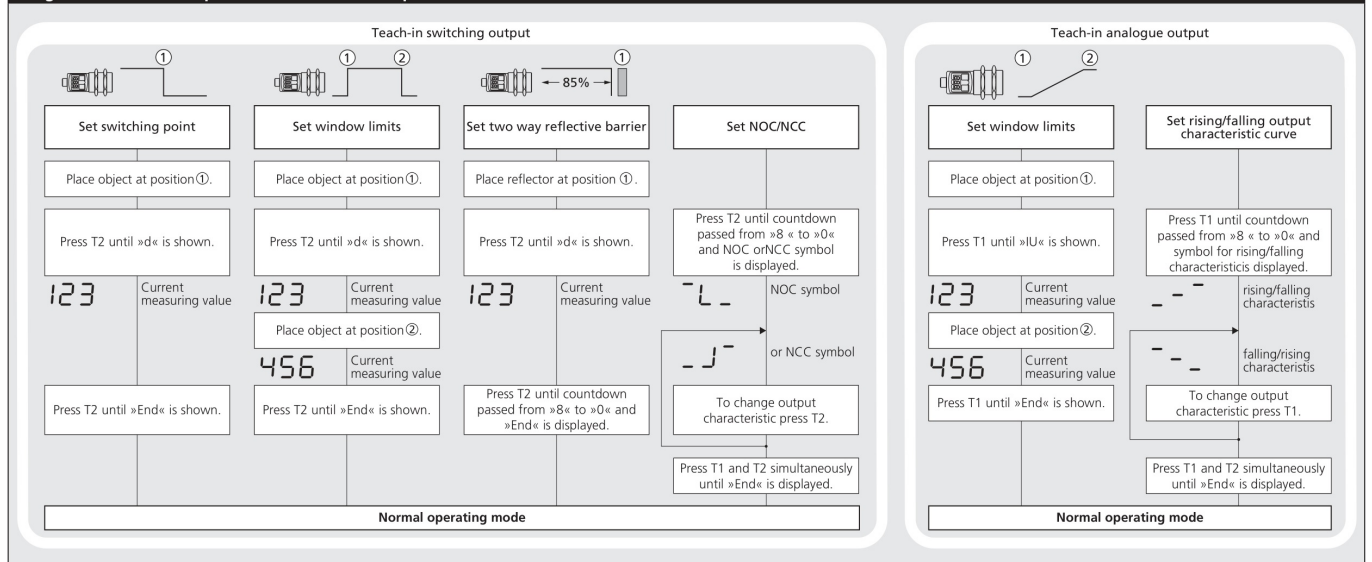 Teach-in switching output
①
Set switching point
Place object at position①.
Press T2 until »d« is shown.
123
Current
measuring value
Press T2 until »End« is shown.
① ②
Set window limits
Place object at position①.
Press T2 until »d« is shown.
123
Current
measuring value
Place object at position②.
456
Current
measuring value
Press T2 until »End« is shown.
①
85%
Set two way reflective barrier
Place reflector at position ①.
Press T2 until »d« is shown.
123
Current
measuring value
Press T2 until countdown
passed from »8« to »0« and
»End« is displayed.
Set NOC/NCC
Press T2 until countdown
passed from »8 « to »0«
and NOC orNCC symbol
is displayed.
NOC symbol
or NCC symbol
To change output
characteristic press T2.
Press T1 and T2 simultaneously
until »End« is displayed.
Normal operating mode
Teach-in analogue output
① ②
Set window limits
Place object at position①.
Press T1 until »IU« is shown.
123
Current
measuring value
Place object at position②.
456
Current
measuring value
Press T1 until »End« is shown.
Set rising/falling output
characteristic curve
Press T1 until countdown
passed from »8 « to »0« and
symbol for rising/falling
characteristicis displayed.
rising/falling
characteristis
falling/rising
characteristis
To change output
characteristic press T1.
Press T1 and T2 simultaneously
until »End« is displayed.
Normal operating mode